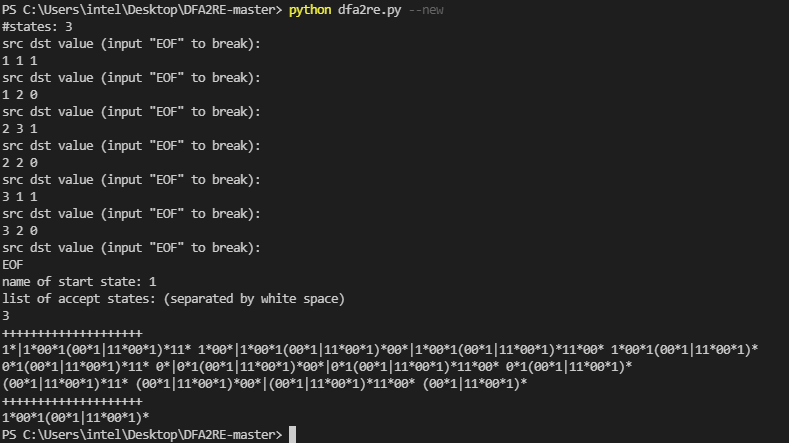 PS C:\Users\intel\Desktop\DFA2RE-master> python dfa2re.py --new
#states: 3
src dst value (input "EOF" to break):
1 1 1
src dst value (input "EOF" to break):
1 2 0
src dst value (input "EOF" to break):
2 3 1
src dst value (input "EOF" to break):
2 2 0
src dst value (input "EOF" to break):
3 1 1
src dst value (input "EOF" to break):
3 2 0
src dst value (input "EOF" to break):
EOF
name of start state: 1
list of accept states: (separated by white space)
3
++++++++++++++++++++
1*|1*00*1(00*1|11*00*1)*11* 1*00*|1*00*1(00*1|11*00*1)*00*|1*00*1(00*1|11*00*1)*11*00* 1*00*1(00*1|11*00*1)*
0*1(00*1|11*00*1)*11* 0*|0*1(00*1|11*00*1)*00*|0*1(00*1|11*00*1)*11*00* 0*1(00*1|11*00*1)*
(00*1|11*00*1)*11* (00*1|11*00*1)*00*|(00*1|11*00*1)*11*00* (00*1|11*00*1)*
++++++++++++++++++++
1*00*1(00*1|11*00*1)*
PS C:\Users\intel\Desktop\DFA2RE-master>